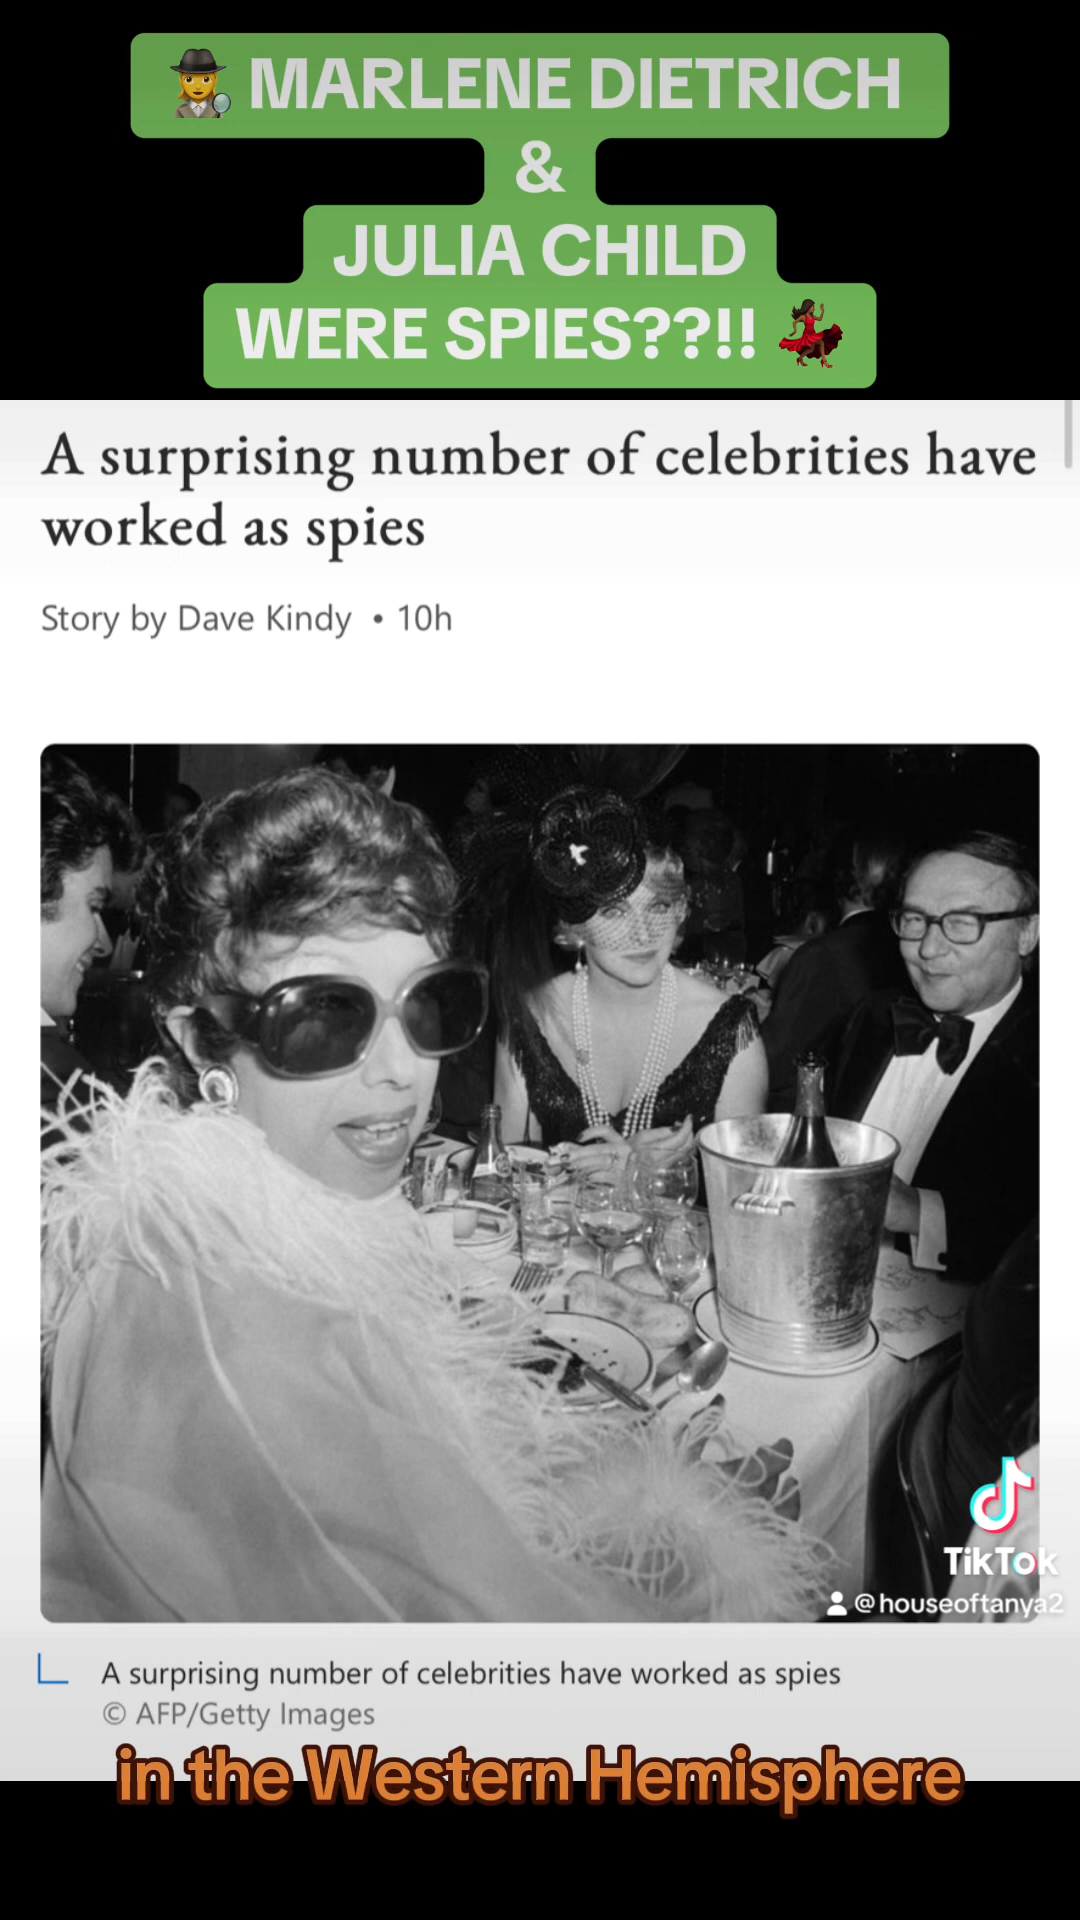 MARLENE DIETRICH
&
JULIA CHILD
WERE SPIES??!!
A surprising number of celebrities have
worked as spies
Story by Dave Kindy • 10h
TikTok
@houseoftanya2
A surprising number of celebrities have worked as spies
© AFP/Getty Images
in the Western Hemisphere